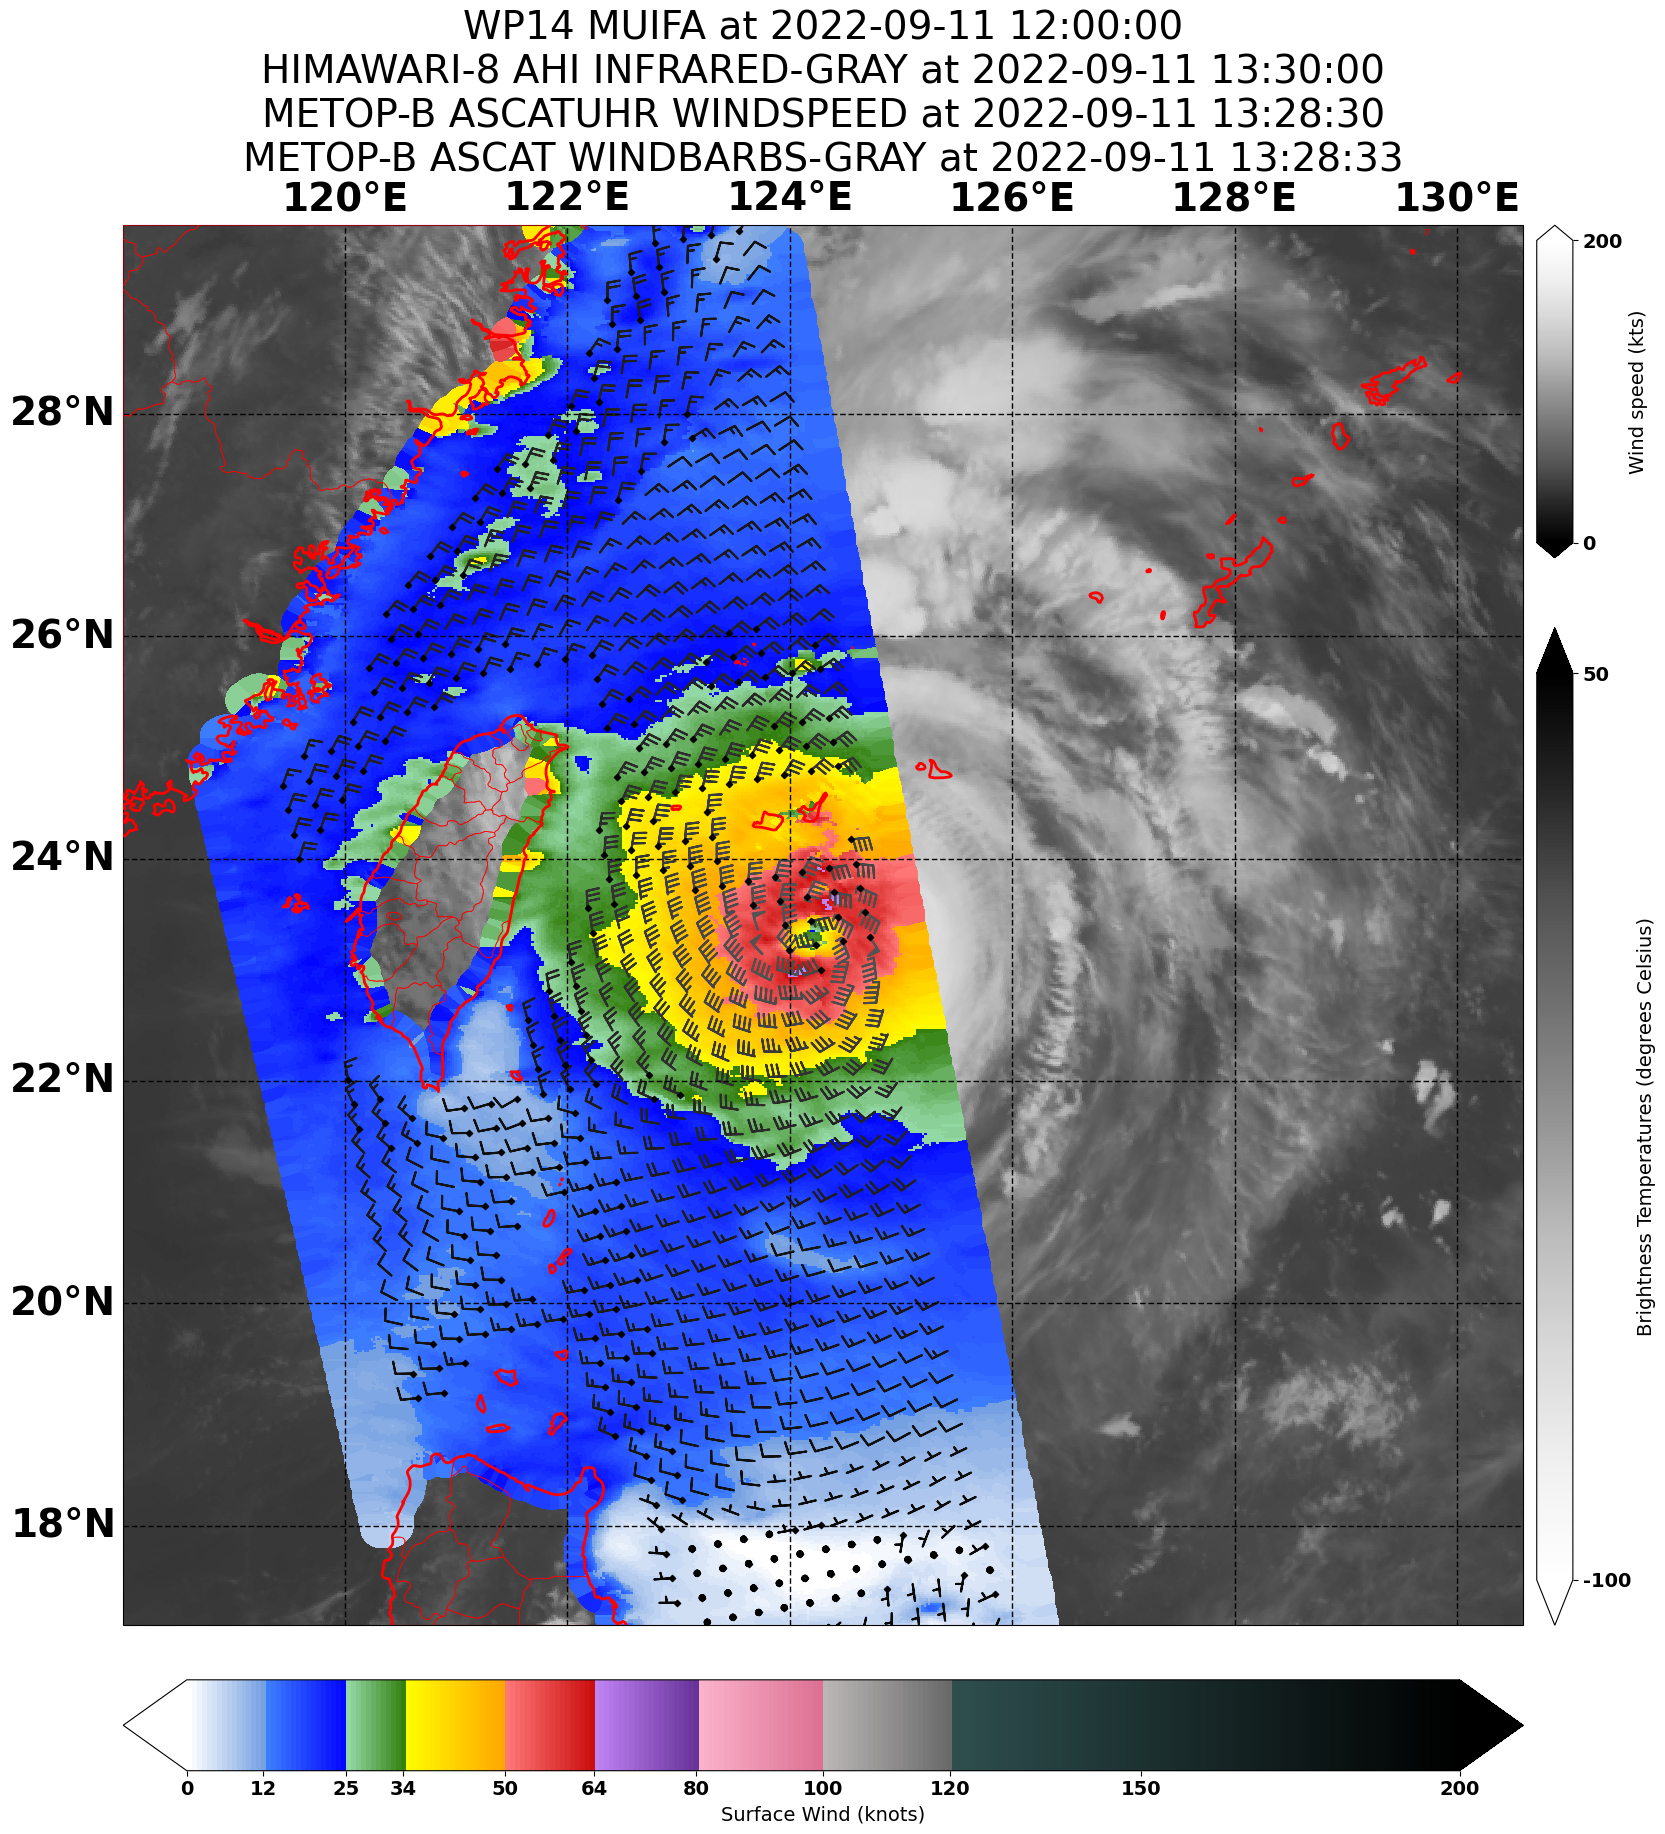 WP14 MUIFA at 2022-09-11 12:00:00
HIMAWARI-8 AHI INFRARED-GRAY at 2022-09-11 13:30:00
METOP-B ASCATUHR WINDSPEED at 2022-09-11 13:28:30
METOP-B ASCAT WINDBARBS-GRAY at 2022-09-11 13:28:33
120°E 122°E 124°E 126°E 128°E 130°E
28°N
26°N
24°N
22°N
20°N
18°N
200
Wind speed (kts)
0
50
Brightness Temperatures (degrees Celsius)
-100
0 12 25 34 50 64 80 100 120 150 200
Surface Wind (knots)